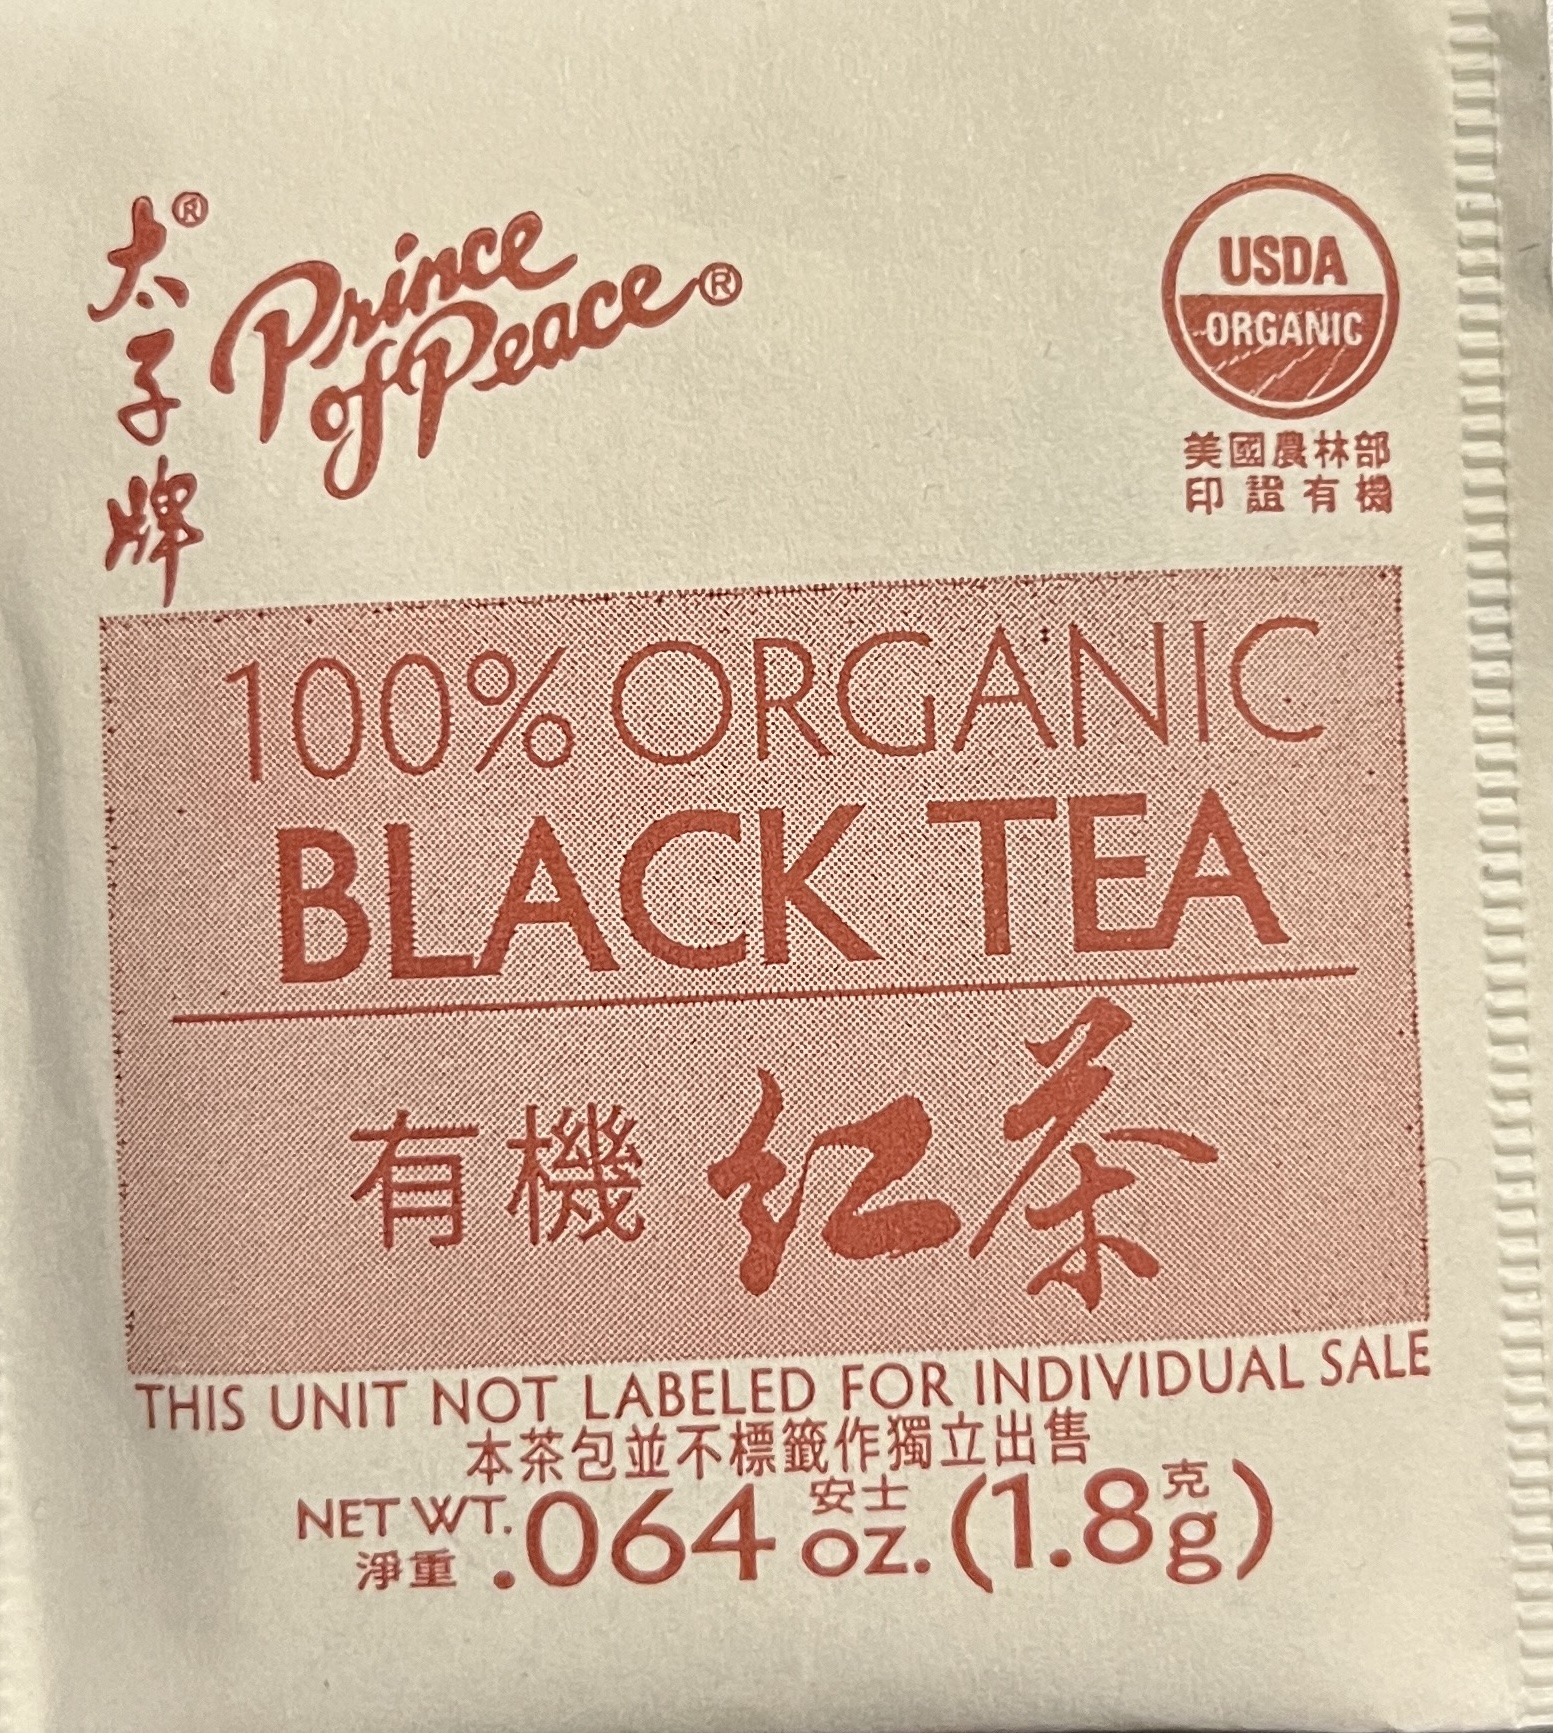 太子牌®
Prince
of Peace®
USDA
ORGANIC
美國農林部
印證有機
100% ORGANIC
BLACK TEA
有機 红茶
THIS UNIT NOT LABELED FOR INDIVIDUAL SALE
本茶包並不標籤作獨立出售
NET WT. .064 oz. (1.8g)
淨重 安士 克